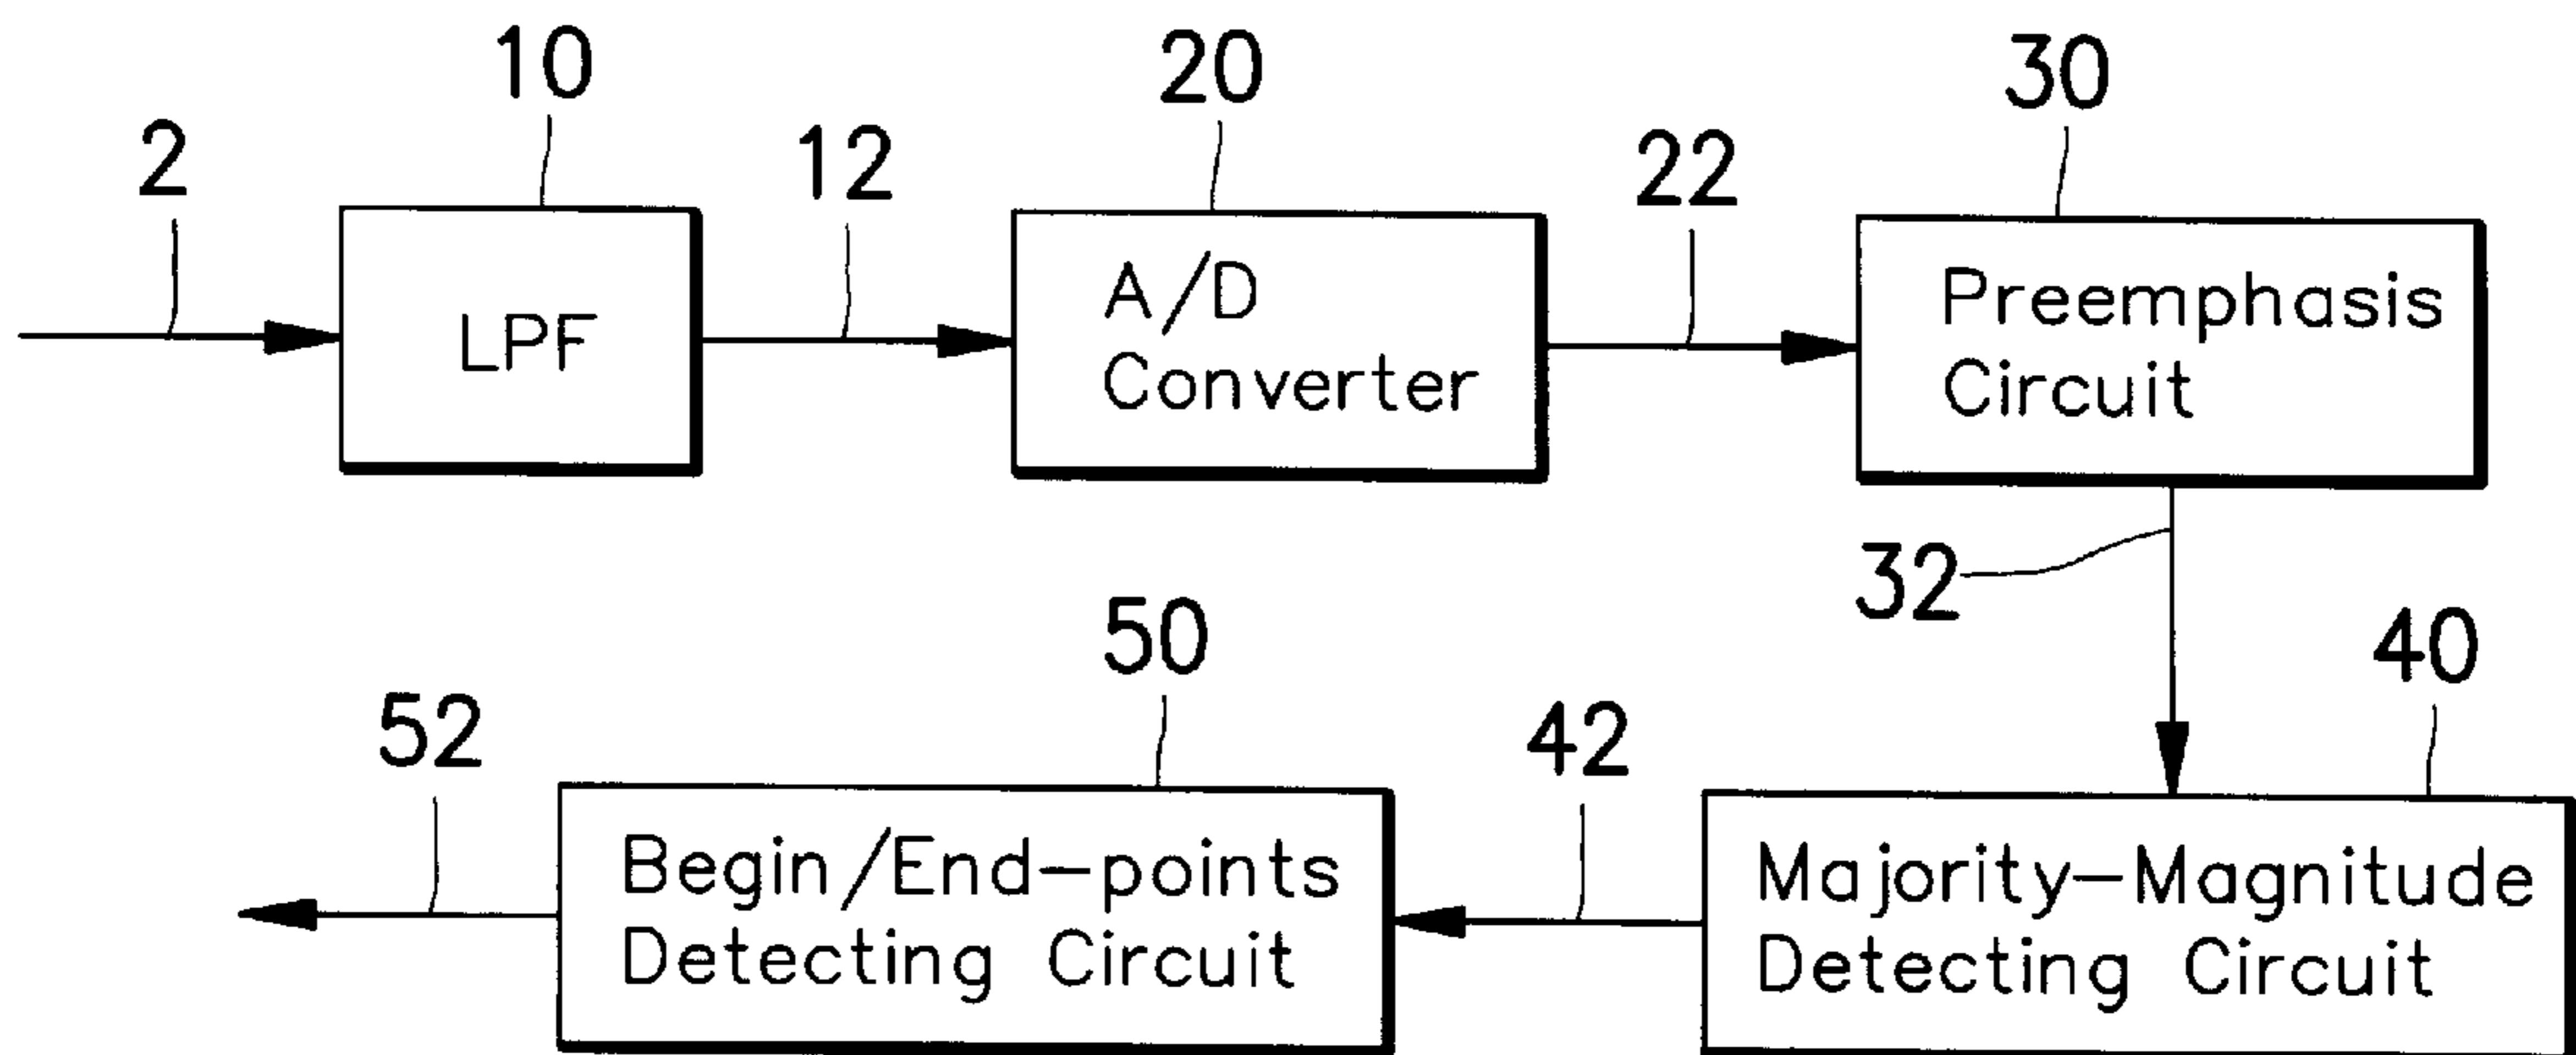 10
20
30
2
12
22
LPF
A/D
Converter
Preemphasis
Circuit
32
50
40
52
42
Begin/End-points
Detecting Circuit
Majority-Magnitude
Detecting Circuit